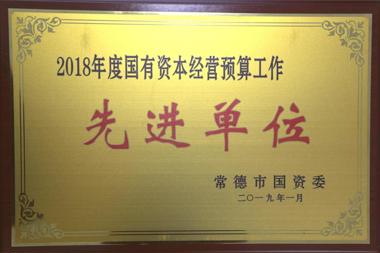 2018年度国有资本经营预算工作
先进单位
常德市国资委
二〇一九年一月